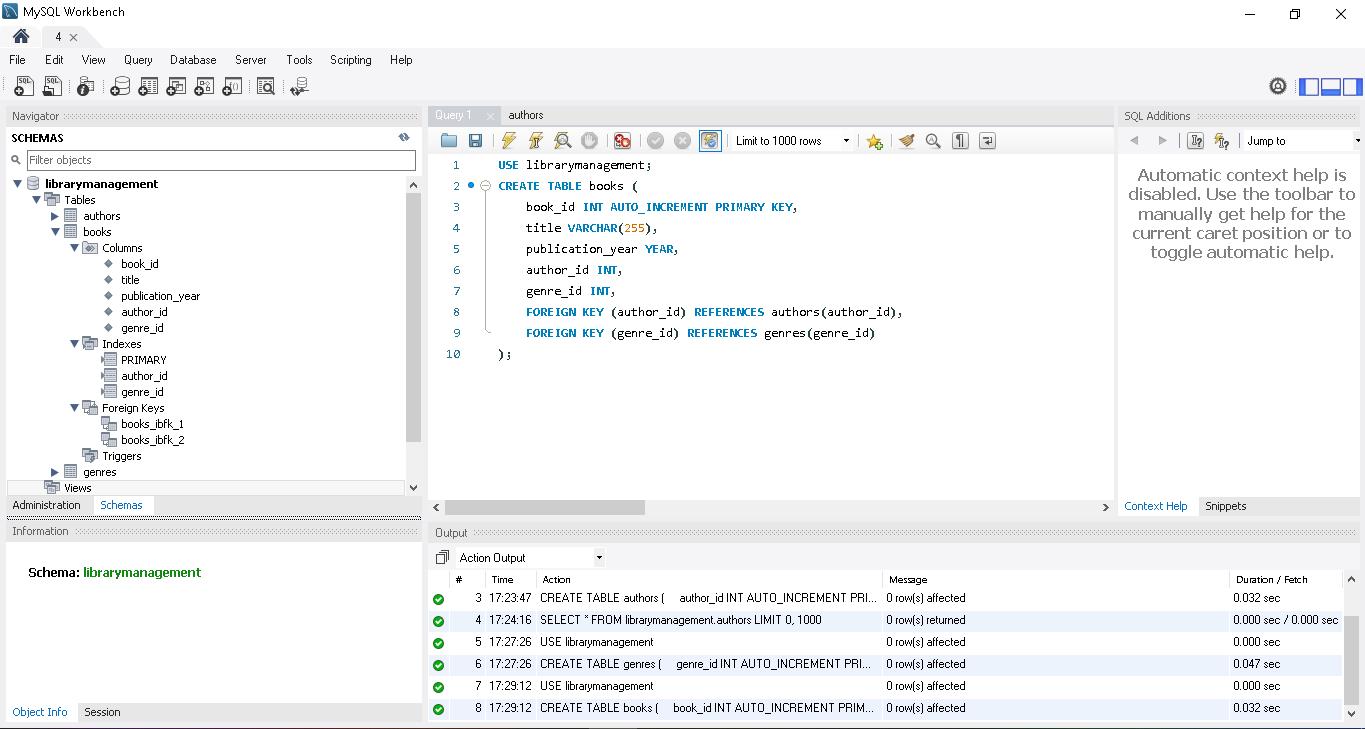 MySQL Workbench
4
File Edit View Query Database Server Tools Scripting Help
Navigator
SCHEMAS
Filter objects
librarymanagement
Tables
authors
books
Columns
book_id
title
publication_year
author_id
genre_id
Indexes
PRIMARY
author_id
genre_id
Foreign Keys
books_ibfk_1
books_ibfk_2
Triggers
genres
Views
Administration Schemas
Information
Schema: librarymanagement
Object Info Session
Query 1 authors
Limit to 1000 rows
1 USE librarymanagement;
2 CREATE TABLE books (
3 book_id INT AUTO_INCREMENT PRIMARY KEY,
4 title VARCHAR(255),
5 publication_year YEAR,
6 author_id INT,
7 genre_id INT,
8 FOREIGN KEY (author_id) REFERENCES authors(author_id),
9 FOREIGN KEY (genre_id) REFERENCES genres(genre_id)
10 );
SQL Additions
Jump to
Automatic context help is
disabled. Use the toolbar to
manually get help for the
current caret position or to
toggle automatic help.
Context Help Snippets
Output
Action Output
# Time Action Message Duration / Fetch
3 17:23:47 CREATE TABLE authors ( author_id INT AUTO_INCREMENT PRI... 0 row(s) affected 0.032 sec
4 17:24:16 SELECT * FROM librarymanagement.authors LIMIT 0, 1000 0 row(s) returned 0.000 sec / 0.000 sec
5 17:27:26 USE librarymanagement 0 row(s) affected 0.000 sec
6 17:27:26 CREATE TABLE genres ( genre_id INT AUTO_INCREMENT PRI... 0 row(s) affected 0.047 sec
7 17:29:12 USE librarymanagement 0 row(s) affected 0.000 sec
8 17:29:12 CREATE TABLE books ( book_id INT AUTO_INCREMENT PRIM... 0 row(s) affected 0.032 sec